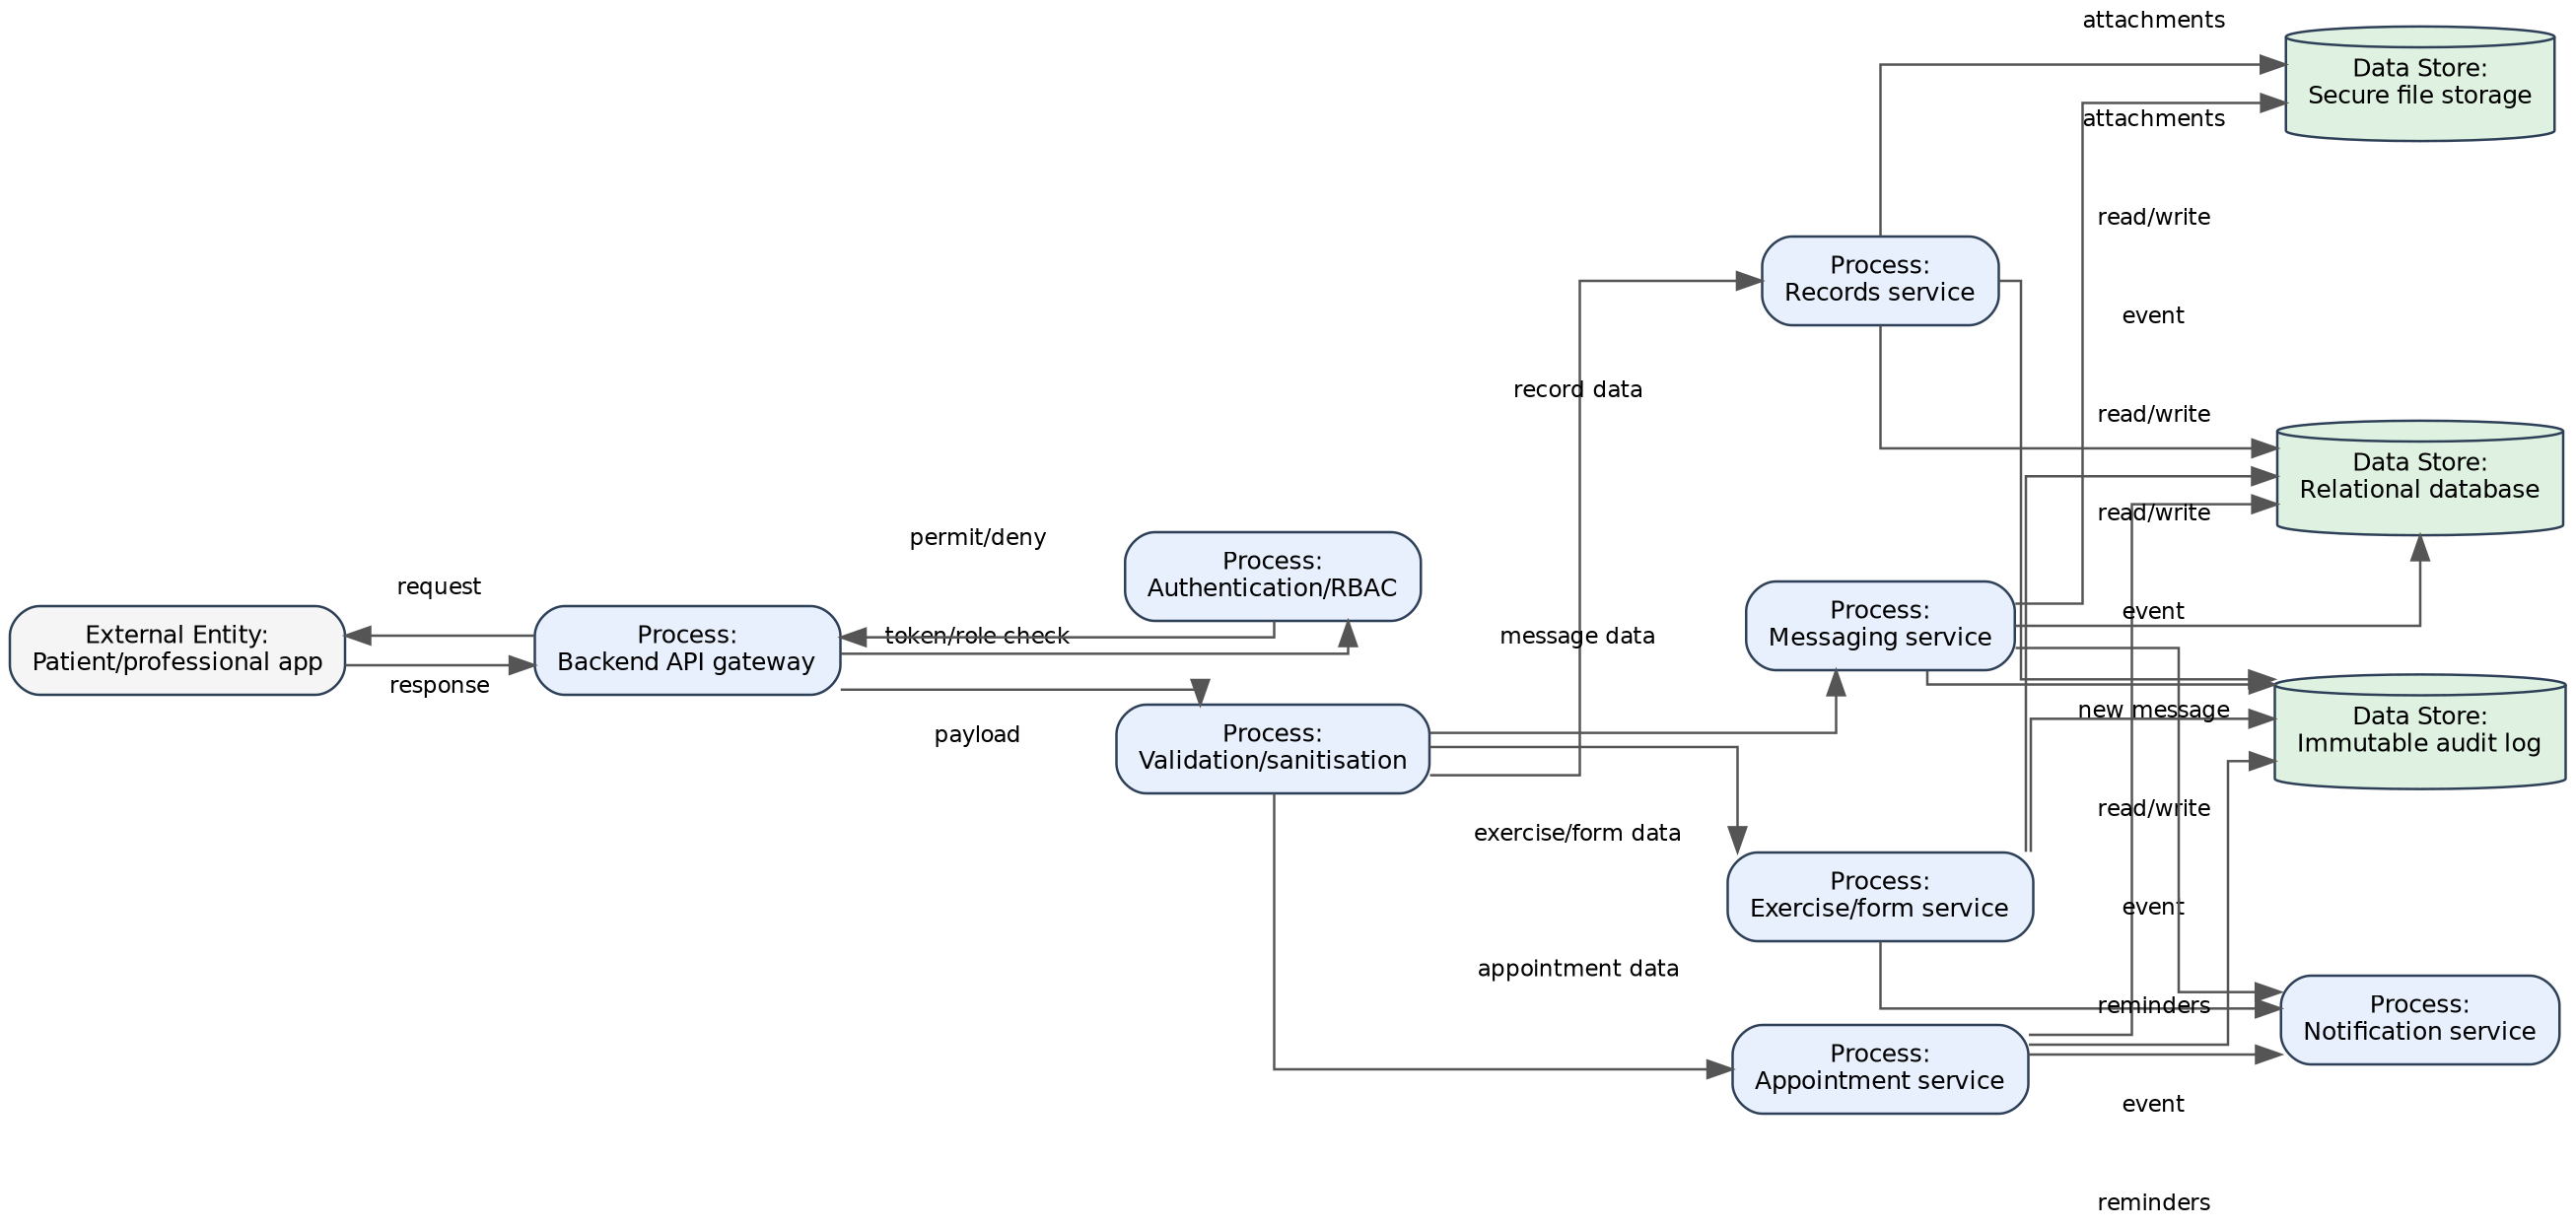 attachments
Data Store:
Secure file storage
attachments
read/write
Process:
Records service
event
record data
read/write
Data Store:
Relational database
read/write
permit/deny
Process:
Authentication/RBAC
request
Process:
Messaging service
event
External Entity:
Patient/professional app
Process:
Backend API gateway
token/role check
message data
response
new message
Data Store:
Immutable audit log
payload
Process:
Validation/sanitisation
read/write
exercise/form data
Process:
Exercise/form service
event
appointment data
reminders
Process:
Notification service
Process:
Appointment service
event
reminders